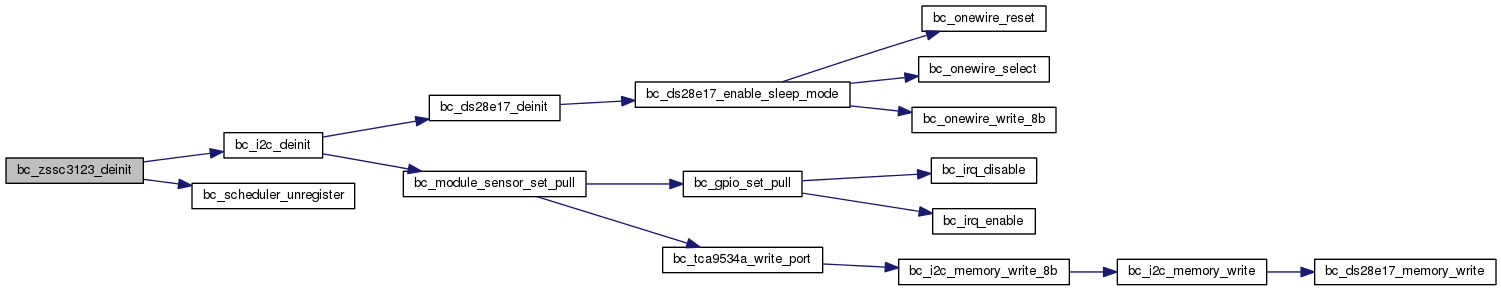 bc_onewire_reset
bc_onewire_select
bc_ds28e17_enable_sleep_mode
bc_ds28e17_deinit
bc_onewire_write_8b
bc_i2c_deinit
bc_zssc3123_deinit
bc_irq_disable
bc_module_sensor_set_pull
bc_gpio_set_pull
bc_scheduler_unregister
bc_irq_enable
bc_tca9534a_write_port
bc_i2c_memory_write_8b
bc_i2c_memory_write
bc_ds28e17_memory_write